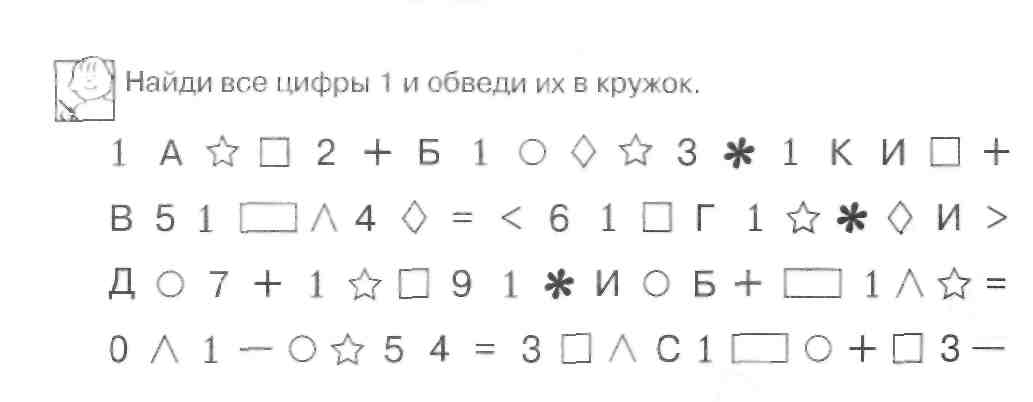 Найди все цифры 1 и обведи их в кружок.
1 А ☆ □ 2 + Б 1 ○ ◇ ☆ 3 * 1 К И □ +
В 5 1 ▭ ∧ 4 ◇ = < 6 1 □ Г 1 ☆ * ◇ И >
Д ○ 7 + 1 ☆ □ 9 1 * И ○ Б + ▭ 1 ∧ ☆ =
0 ∧ 1 — ○ ☆ 5 4 = 3 □ ∧ С 1 ▭ ○ + □ 3 —